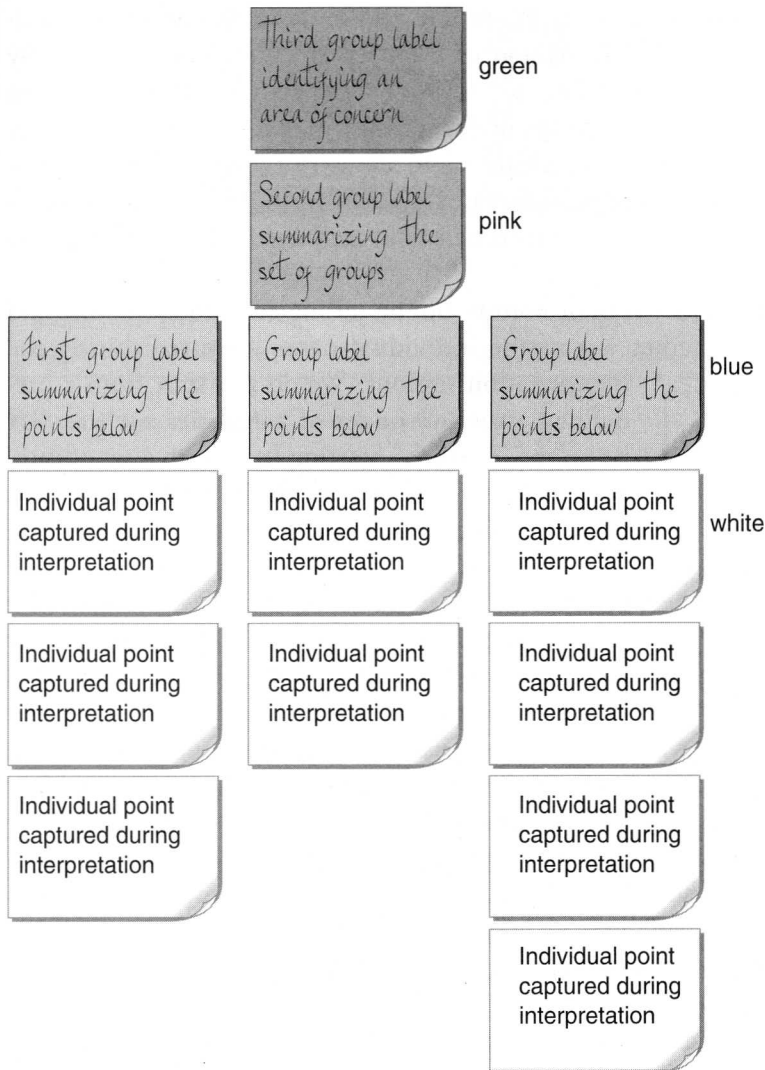 Third group label
identifying an
area of concern
green
Second group label
summarizing the
set of groups
pink
First group label
summarizing the
points below
Group label
summarizing the
points below
Group label
summarizing the
points below
blue
Individual point
captured during
interpretation
Individual point
captured during
interpretation
Individual point
captured during
interpretation
white
Individual point
captured during
interpretation
Individual point
captured during
interpretation
Individual point
captured during
interpretation
Individual point
captured during
interpretation
Individual point
captured during
interpretation
Individual point
captured during
interpretation